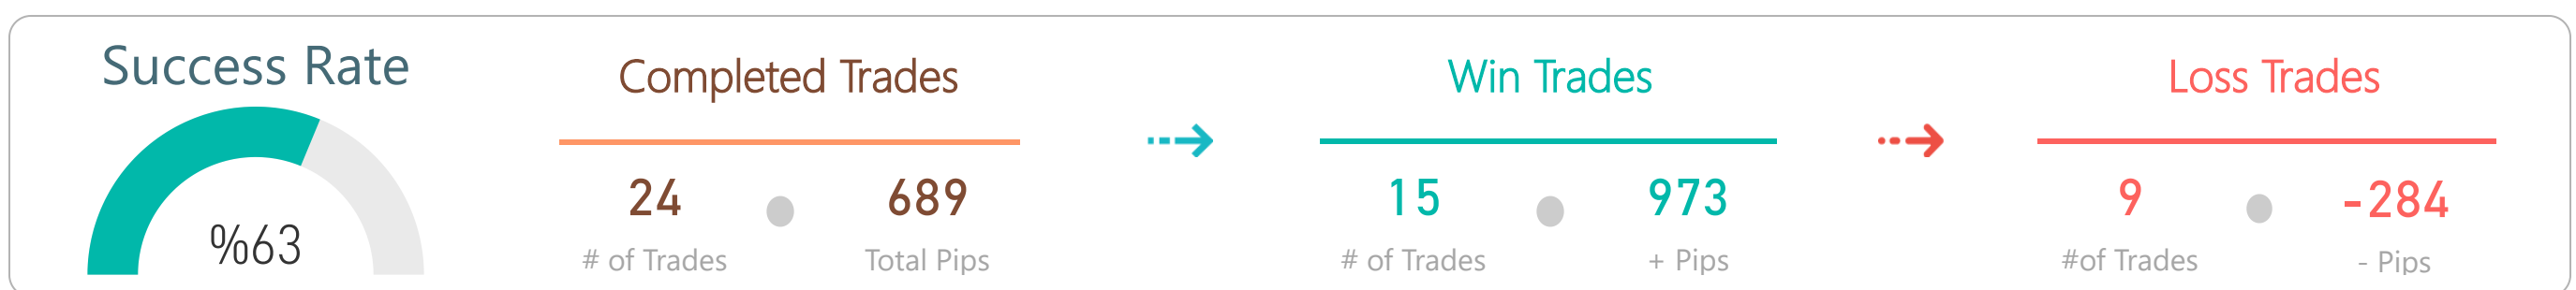 Success Rate
%63
Completed Trades
24 689
# of Trades Total Pips
Win Trades
15 973
# of Trades + Pips
Loss Trades
9 -284
#of Trades - Pips